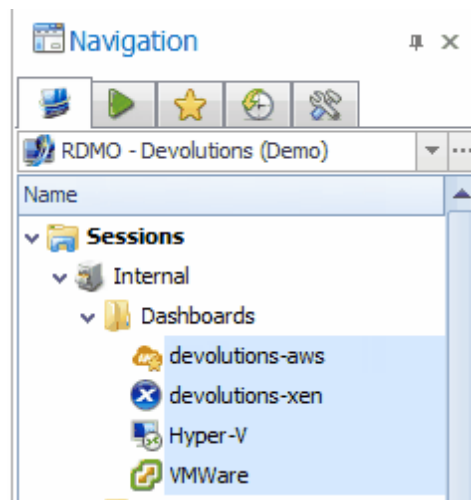 Navigation
RDMO - Devolutions (Demo)
Name
Sessions
Internal
Dashboards
devolutions-aws
devolutions-xen
Hyper-V
VMWare